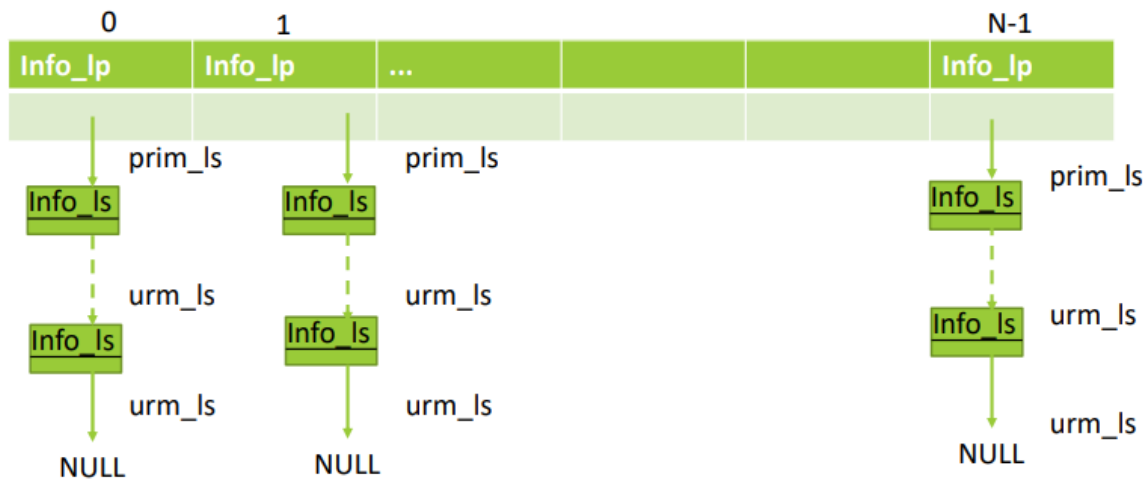 0 1 N-1
Info_lp Info_lp ... Info_lp
prim_ls prim_ls prim_ls
Info_ls Info_ls Info_ls
urm_ls urm_ls urm_ls
Info_ls Info_ls Info_ls
urm_ls urm_ls urm_ls
NULL NULL NULL